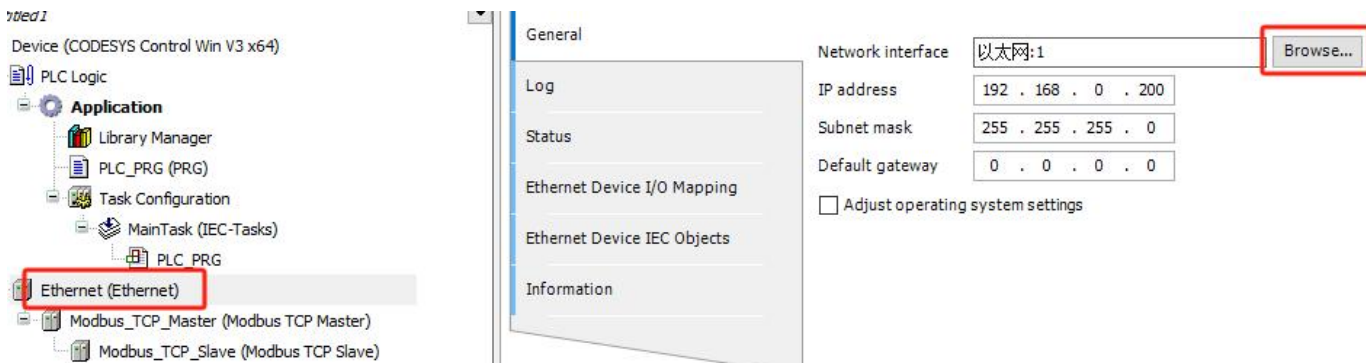 Device (CODESYS Control Win V3 x64)
PLC Logic
Application
Library Manager
PLC_PRG (PRG)
Task Configuration
MainTask (IEC-Tasks)
PLC_PRG
Ethernet (Ethernet)
Modbus_TCP_Master (Modbus TCP Master)
Modbus_TCP_Slave (Modbus TCP Slave)
General
Log
Status
Ethernet Device I/O Mapping
Ethernet Device IEC Objects
Information
Network interface 以太网:1 Browse...
IP address 192 . 168 . 0 . 200
Subnet mask 255 . 255 . 255 . 0
Default gateway 0 . 0 . 0 . 0
Adjust operating system settings